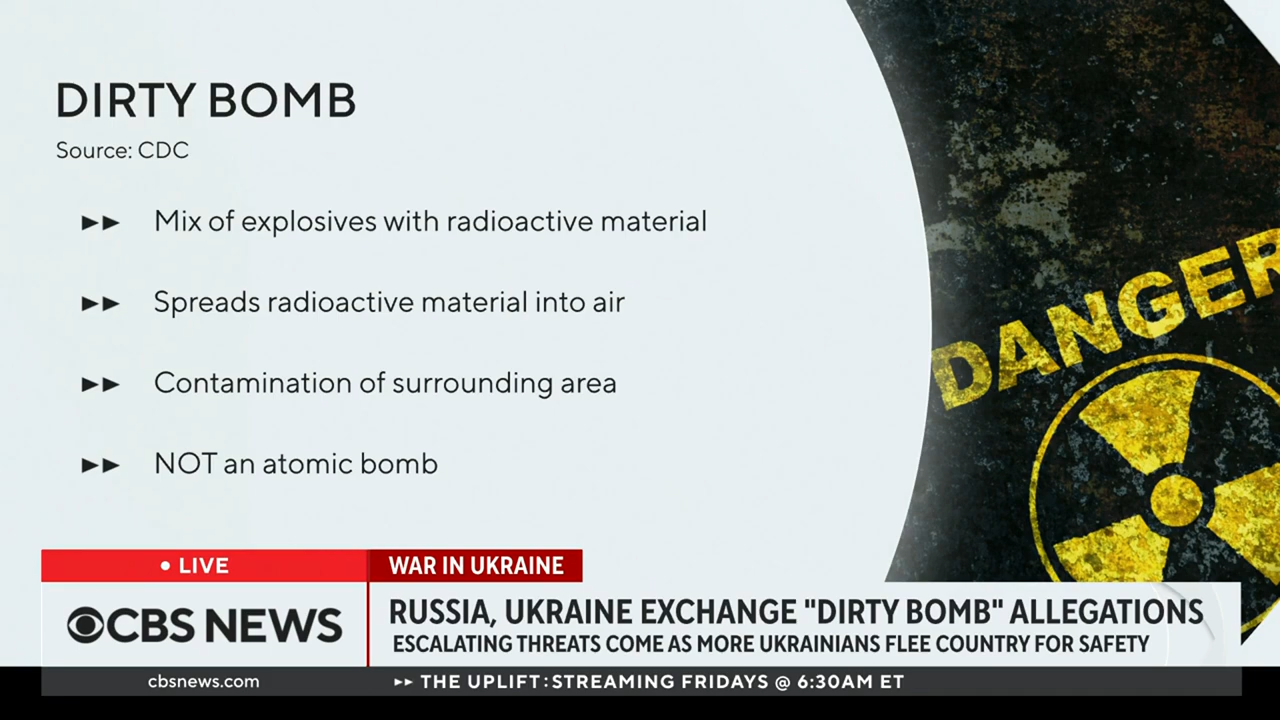 DIRTY BOMB
Source: CDC
Mix of explosives with radioactive material
Spreads radioactive material into air
Contamination of surrounding area
NOT an atomic bomb
DANGER
• LIVE
WAR IN UKRAINE
CBS NEWS
RUSSIA, UKRAINE EXCHANGE "DIRTY BOMB" ALLEGATIONS
ESCALATING THREATS COME AS MORE UKRAINIANS FLEE COUNTRY FOR SAFETY
cbsnews.com
THE UPLIFT: STREAMING FRIDAYS @ 6:30AM ET